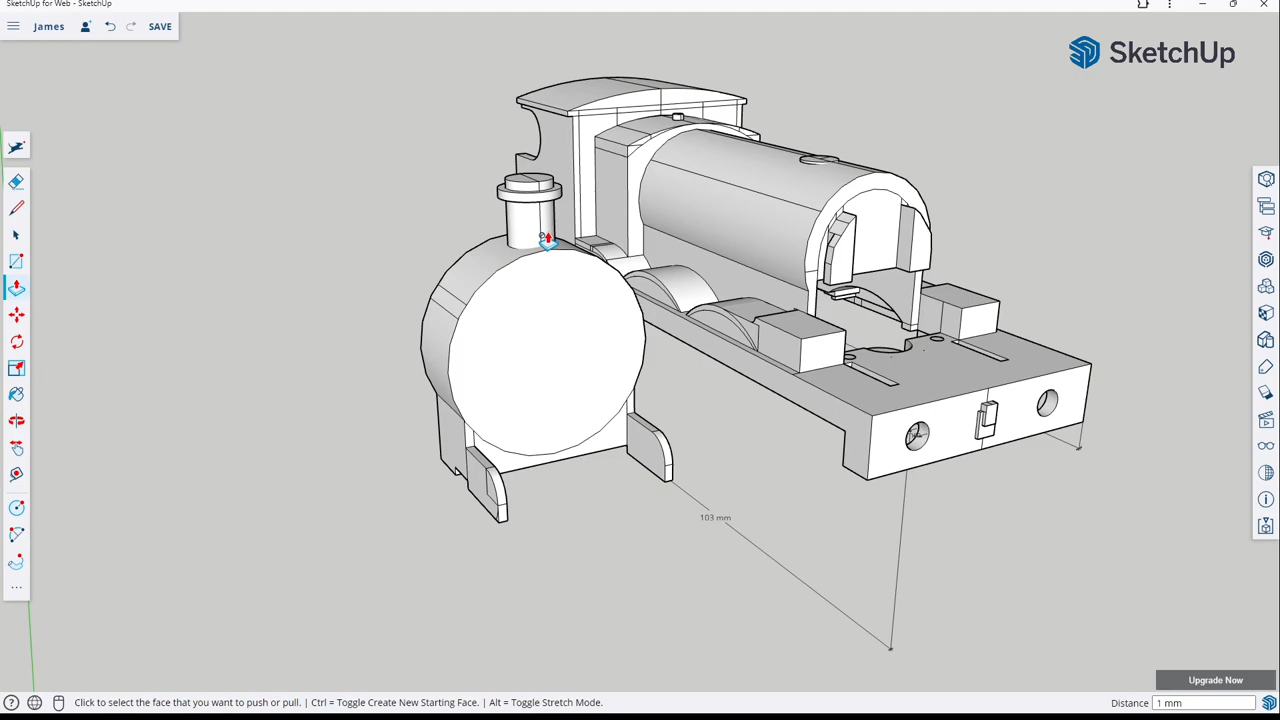 SketchUp for Web - SketchUp
James
SAVE
SketchUp
103 mm
Upgrade Now
Click to select the face that you want to push or pull. | Ctrl = Toggle Create New Starting Face. | Alt = Toggle Stretch Mode.
Distance 1 mm